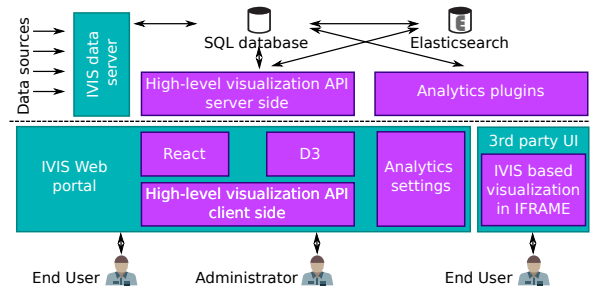 Data sources
IVIS data
server
SQL database
Elasticsearch
High-level visualization API
server side
Analytics plugins
IVIS Web
portal
React
D3
High-level visualization API
client side
Analytics
settings
3rd party UI
IVIS based
visualization
in IFRAME
End User
Administrator
End User